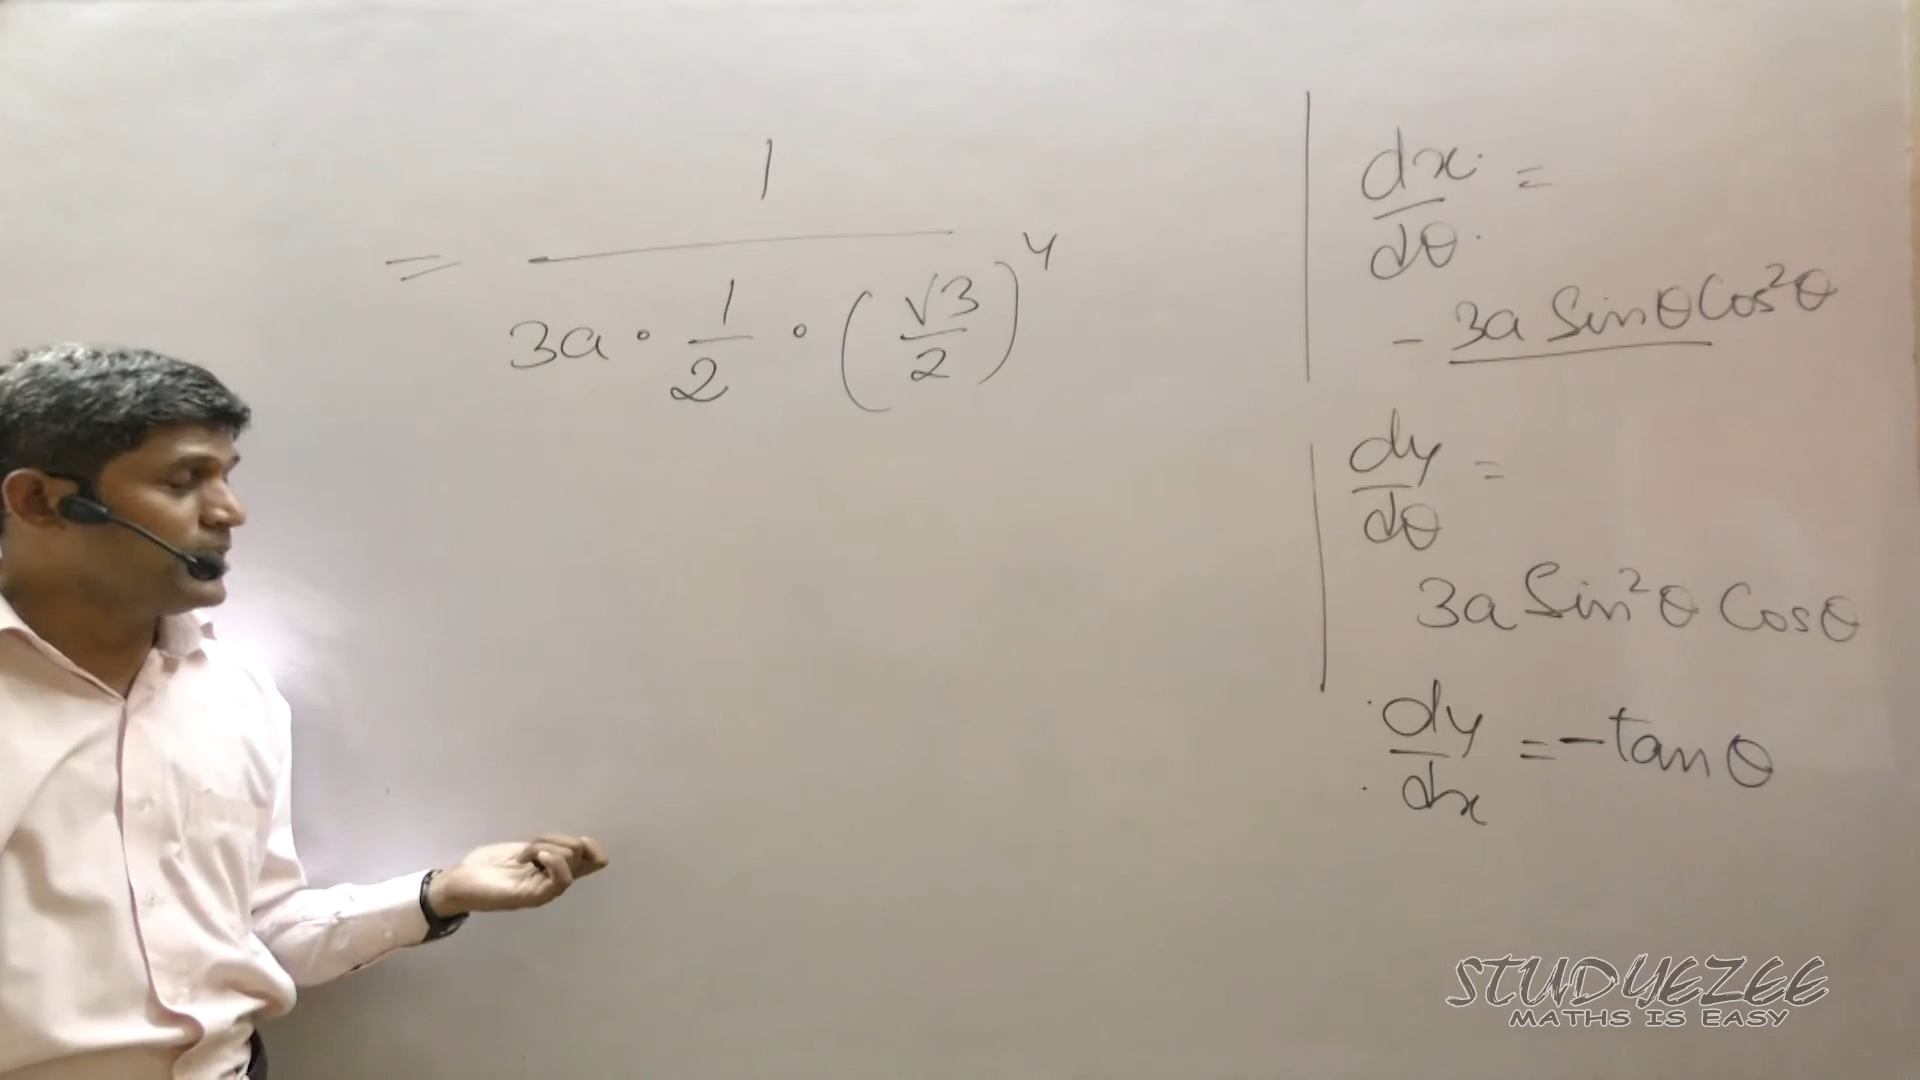 = 1 / 3a · 1/2 · (√3/2)^4
dx/dθ =
- 3a Sinθ Cos²θ
dy/dθ =
3a Sin²θ Cosθ
dy/dx = -tan θ
STUDYEZEE
MATHS IS EASY